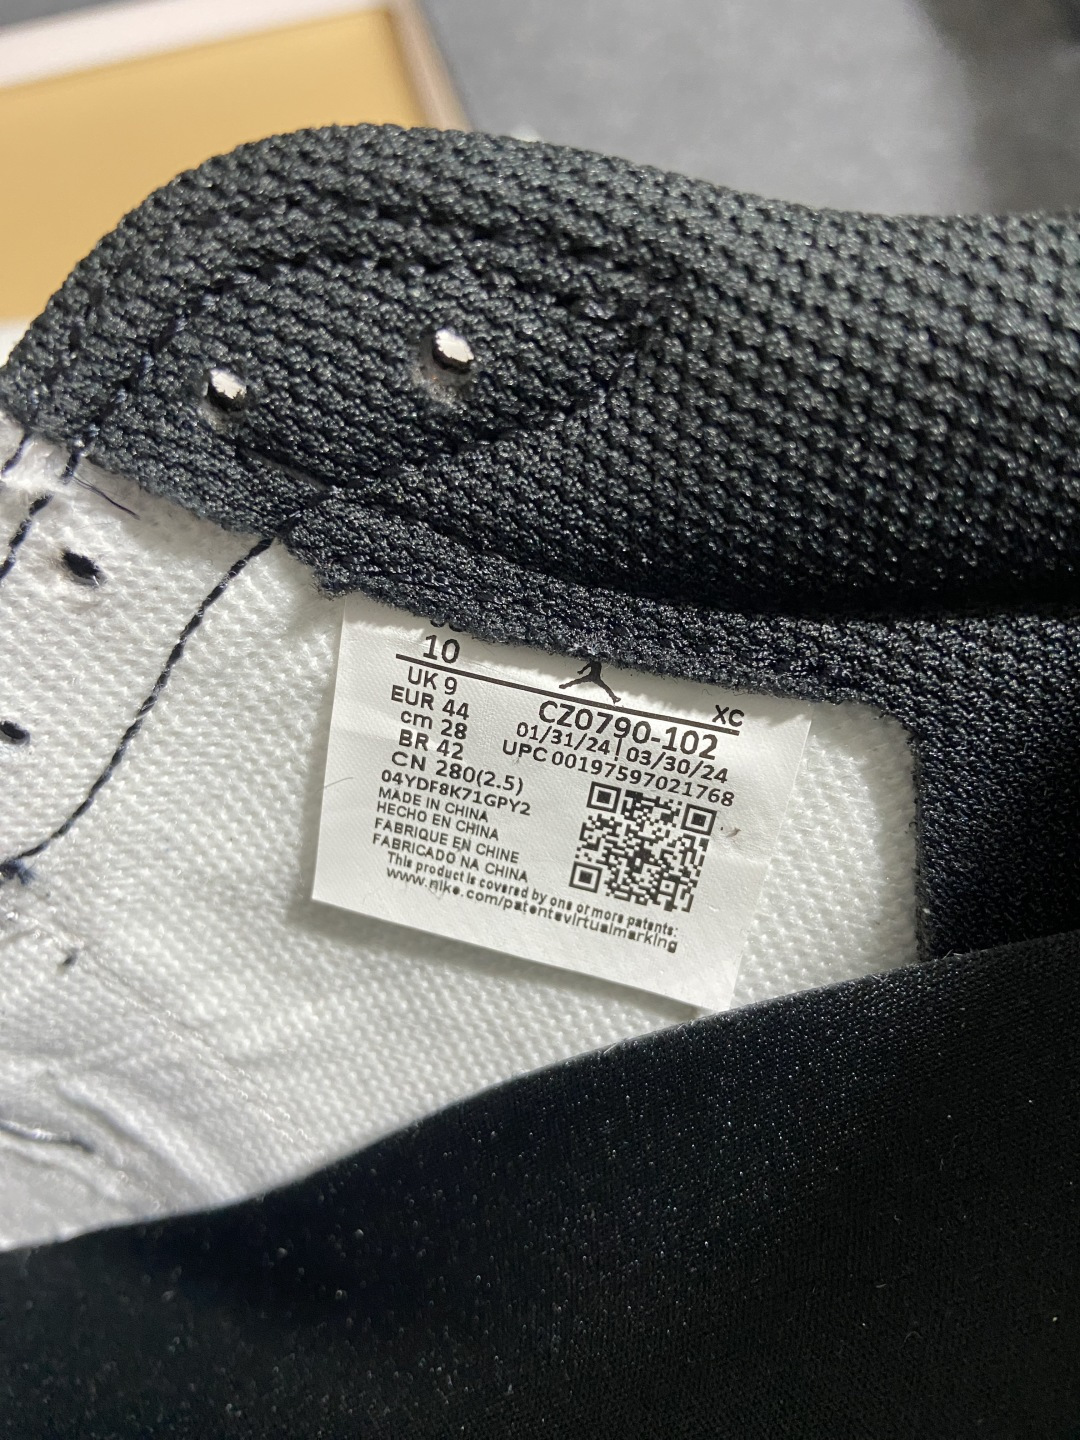 10
UK 9
EUR 44
cm 28
BR 42
CN 280(2.5)
04YDF8K71GPY2
MADE IN CHINA
HECHO EN CHINA
FABRIQUE EN CHINE
FABRICADO NA CHINA
XC
CZ0790-102
01/31/24 | 03/30/24
UPC 00197597021768
This product is covered by one or more patents:
www.nike.com/patentsvirtualmarking